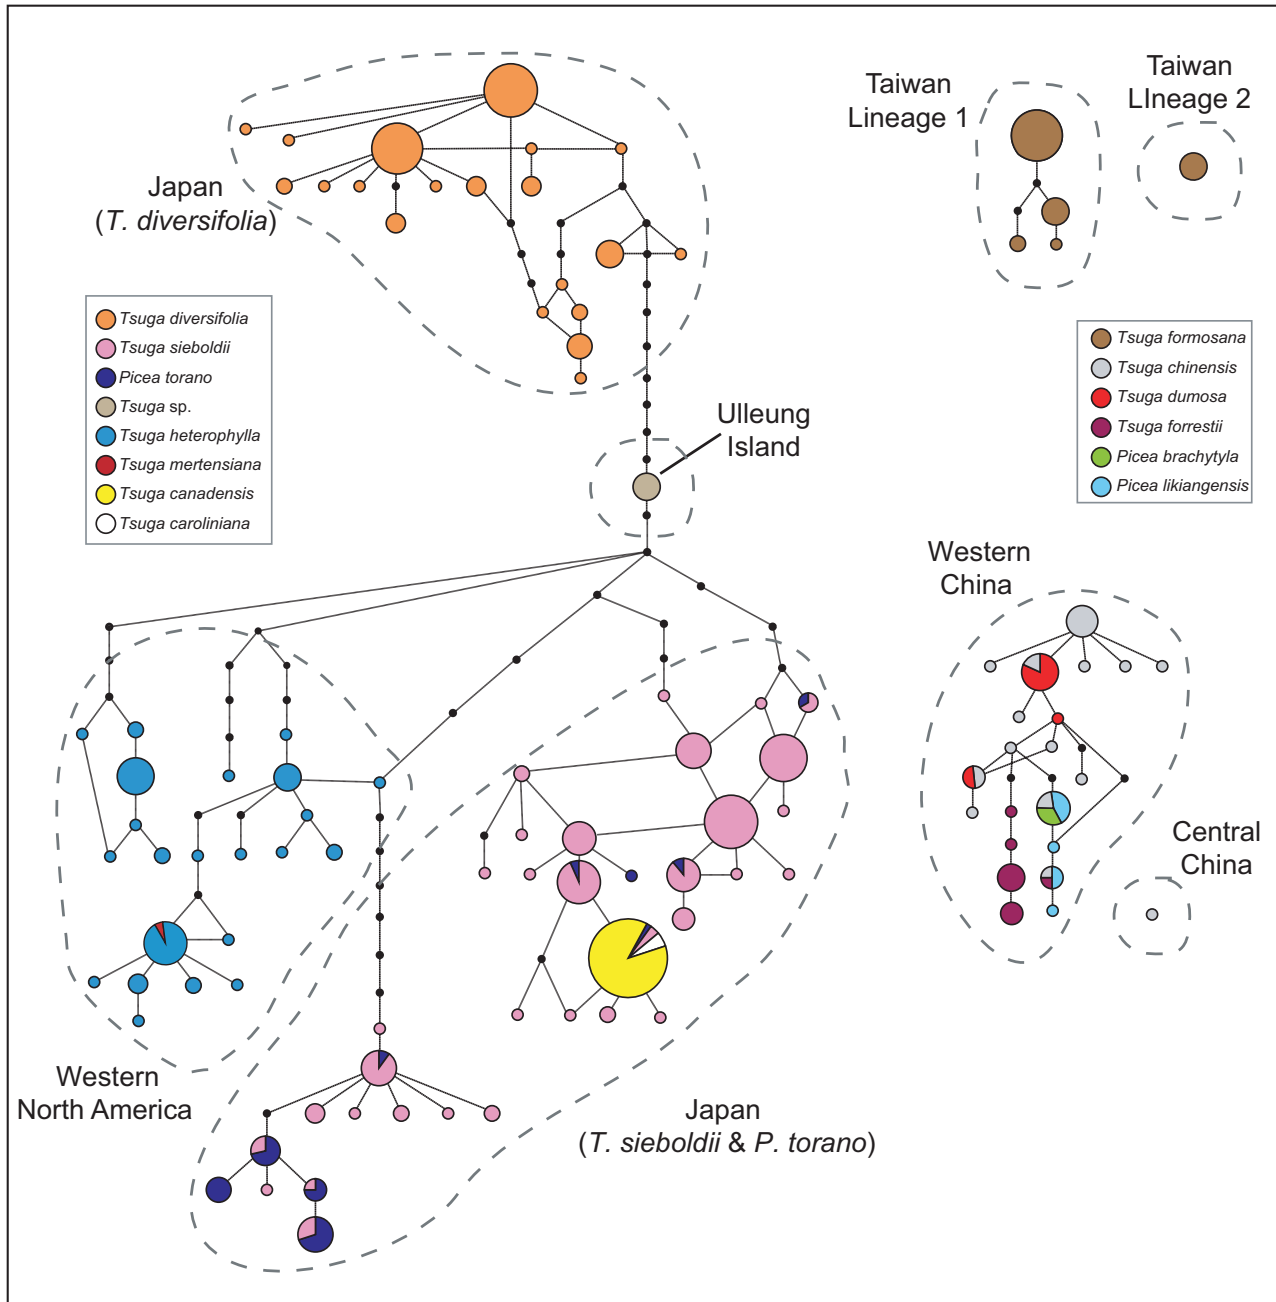 Taiwan
Lineage 1
Taiwan
LIneage 2
Japan
(T. diversifolia)
Tsuga diversifolia
Tsuga sieboldii
Picea torano
Tsuga sp.
Tsuga heterophylla
Tsuga mertensiana
Tsuga canadensis
Tsuga caroliniana
Tsuga formosana
Tsuga chinensis
Tsuga dumosa
Tsuga forrestii
Picea brachytyla
Picea likiangensis
Ulleung
Island
Western
China
Central
China
Western
North America
Japan
(T. sieboldii & P. torano)